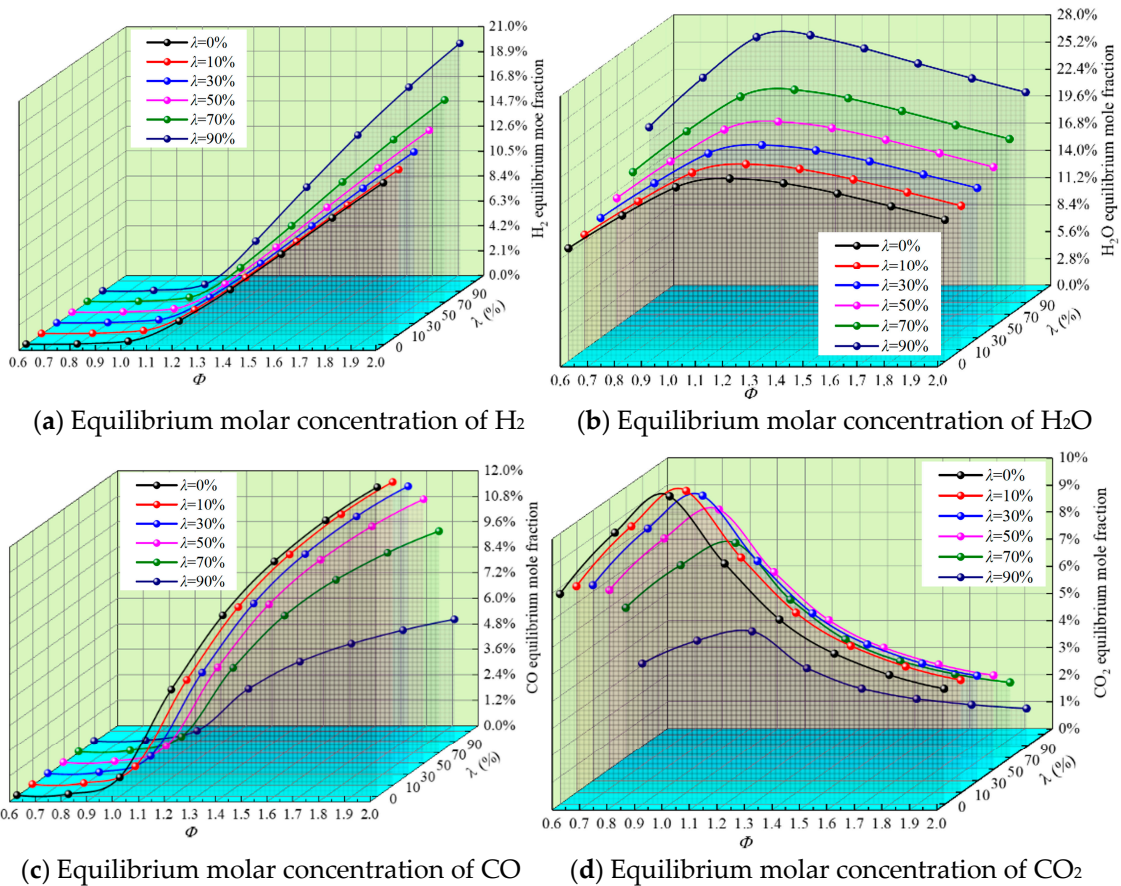 λ=0%
λ=10%
λ=30%
λ=50%
λ=70%
λ=90%
21.0%
18.9%
16.8%
14.7%
12.6%
10.5%
8.4%
6.3%
4.2%
2.1%
0.0%
H2 equilibrium moe fraction
0 10 30 50 70 90
λ (%)
0.6 0.7 0.8 0.9 1.0 1.1 1.2 1.3 1.4 1.5 1.6 1.7 1.8 1.9 2.0
Φ
(a) Equilibrium molar concentration of H2
28.0%
25.2%
22.4%
19.6%
16.8%
14.0%
11.2%
8.4%
5.6%
2.8%
0.0%
H2O equilibrium mole fraction
λ=0%
λ=10%
λ=30%
λ=50%
λ=70%
λ=90%
0 10 30 50 70 90
λ (%)
0.6 0.7 0.8 0.9 1.0 1.1 1.2 1.3 1.4 1.5 1.6 1.7 1.8 1.9 2.0
Φ
(b) Equilibrium molar concentration of H2O
λ=0%
λ=10%
λ=30%
λ=50%
λ=70%
λ=90%
12.0%
10.8%
9.6%
8.4%
7.2%
6.0%
4.8%
3.6%
2.4%
1.2%
0.0%
CO equilibrium mole fraction
0 10 30 50 70 90
λ (%)
0.6 0.7 0.8 0.9 1.0 1.1 1.2 1.3 1.4 1.5 1.6 1.7 1.8 1.9 2.0
Φ
(c) Equilibrium molar concentration of CO
λ=0%
λ=10%
λ=30%
λ=50%
λ=70%
λ=90%
10%
9%
8%
7%
6%
5%
4%
3%
2%
1%
0%
CO2 equilibrium mole fraction
0 10 30 50 70 90
λ (%)
0.6 0.7 0.8 0.9 1.0 1.1 1.2 1.3 1.4 1.5 1.6 1.7 1.8 1.9 2.0
Φ
(d) Equilibrium molar concentration of CO2